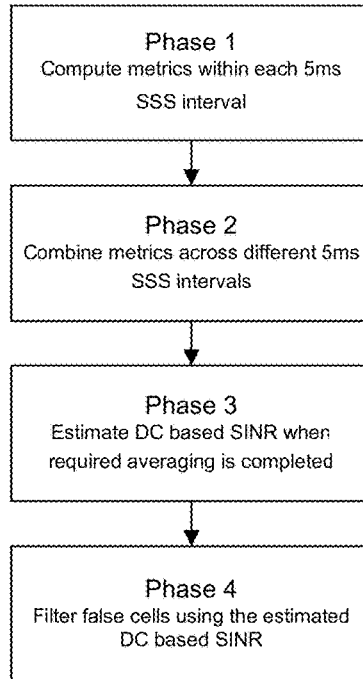 Phase 1
Compute metrics within each 5ms
SSS interval
Phase 2
Combine metrics across different 5ms
SSS intervals
Phase 3
Estimate DC based SINR when
required averaging is completed
Phase 4
Filter false cells using the estimated
DC based SINR